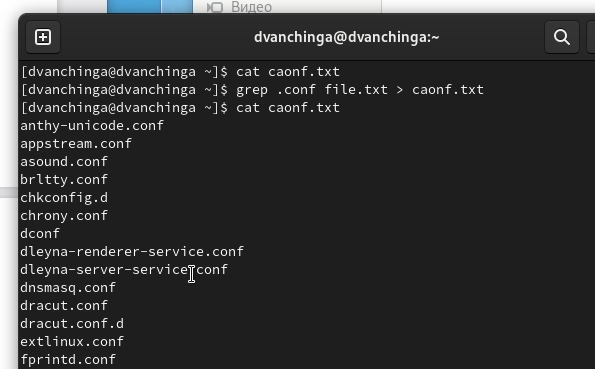 Видео
dvanchinga@dvanchinga:~
[dvanchinga@dvanchinga ~]$ cat caonf.txt
[dvanchinga@dvanchinga ~]$ grep .conf file.txt > caonf.txt
[dvanchinga@dvanchinga ~]$ cat caonf.txt
anthy-unicode.conf
appstream.conf
asound.conf
brltty.conf
chkconfig.d
chrony.conf
dconf
dleyna-renderer-service.conf
dleyna-server-service.conf
dnsmasq.conf
dracut.conf
dracut.conf.d
extlinux.conf
fprintd.conf